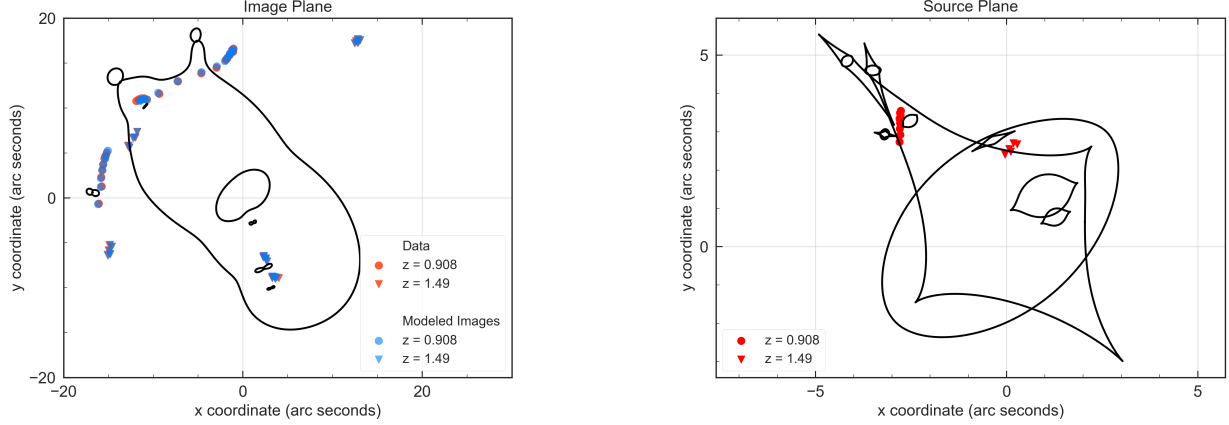 Image Plane
20
0
−20
−20
0
20
x coordinate (arc seconds)
y coordinate (arc seconds)
Data
z = 0.908
z = 1.49
Modeled Images
z = 0.908
z = 1.49
Source Plane
5
0
−5
0
5
x coordinate (arc seconds)
y coordinate (arc seconds)
z = 0.908
z = 1.49